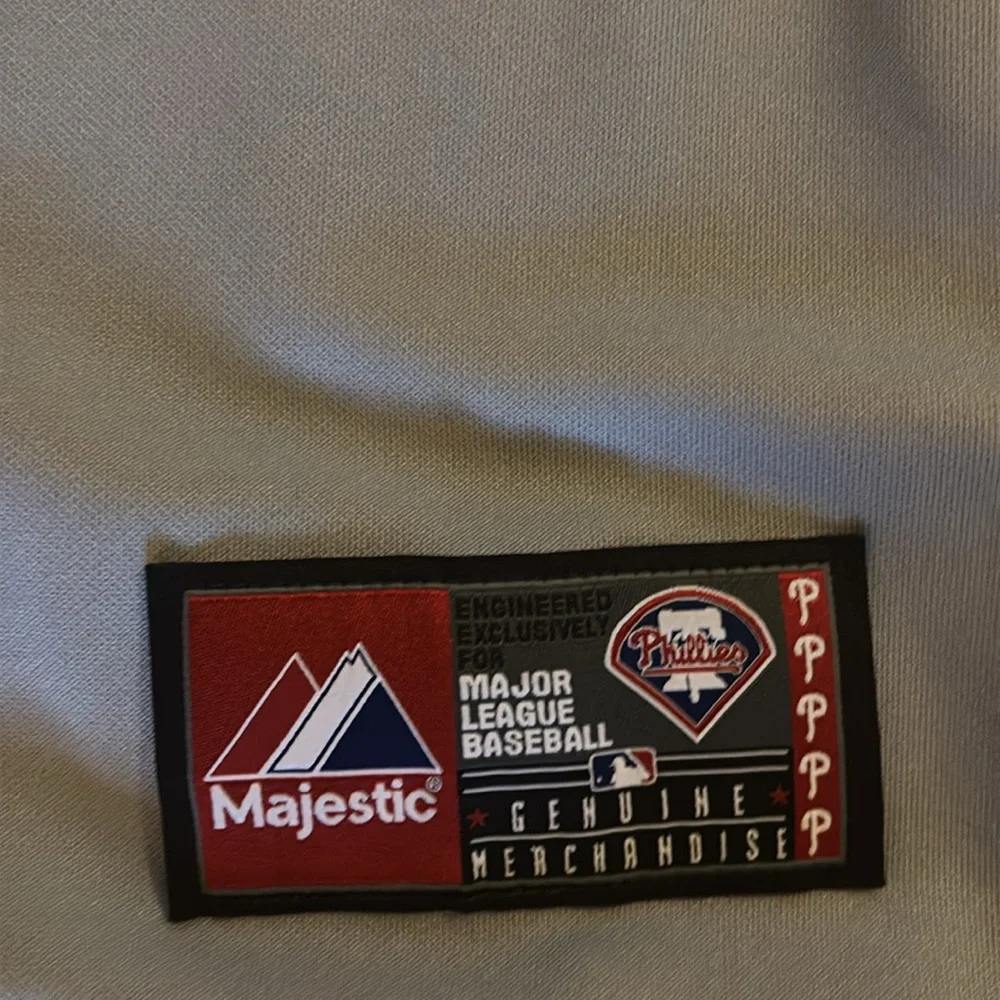 Majestic®
ENGINEERED
EXCLUSIVELY
FOR
MAJOR
LEAGUE
BASEBALL
Phillies
GENUINE
MERCHANDISE
P
P
P
P
P